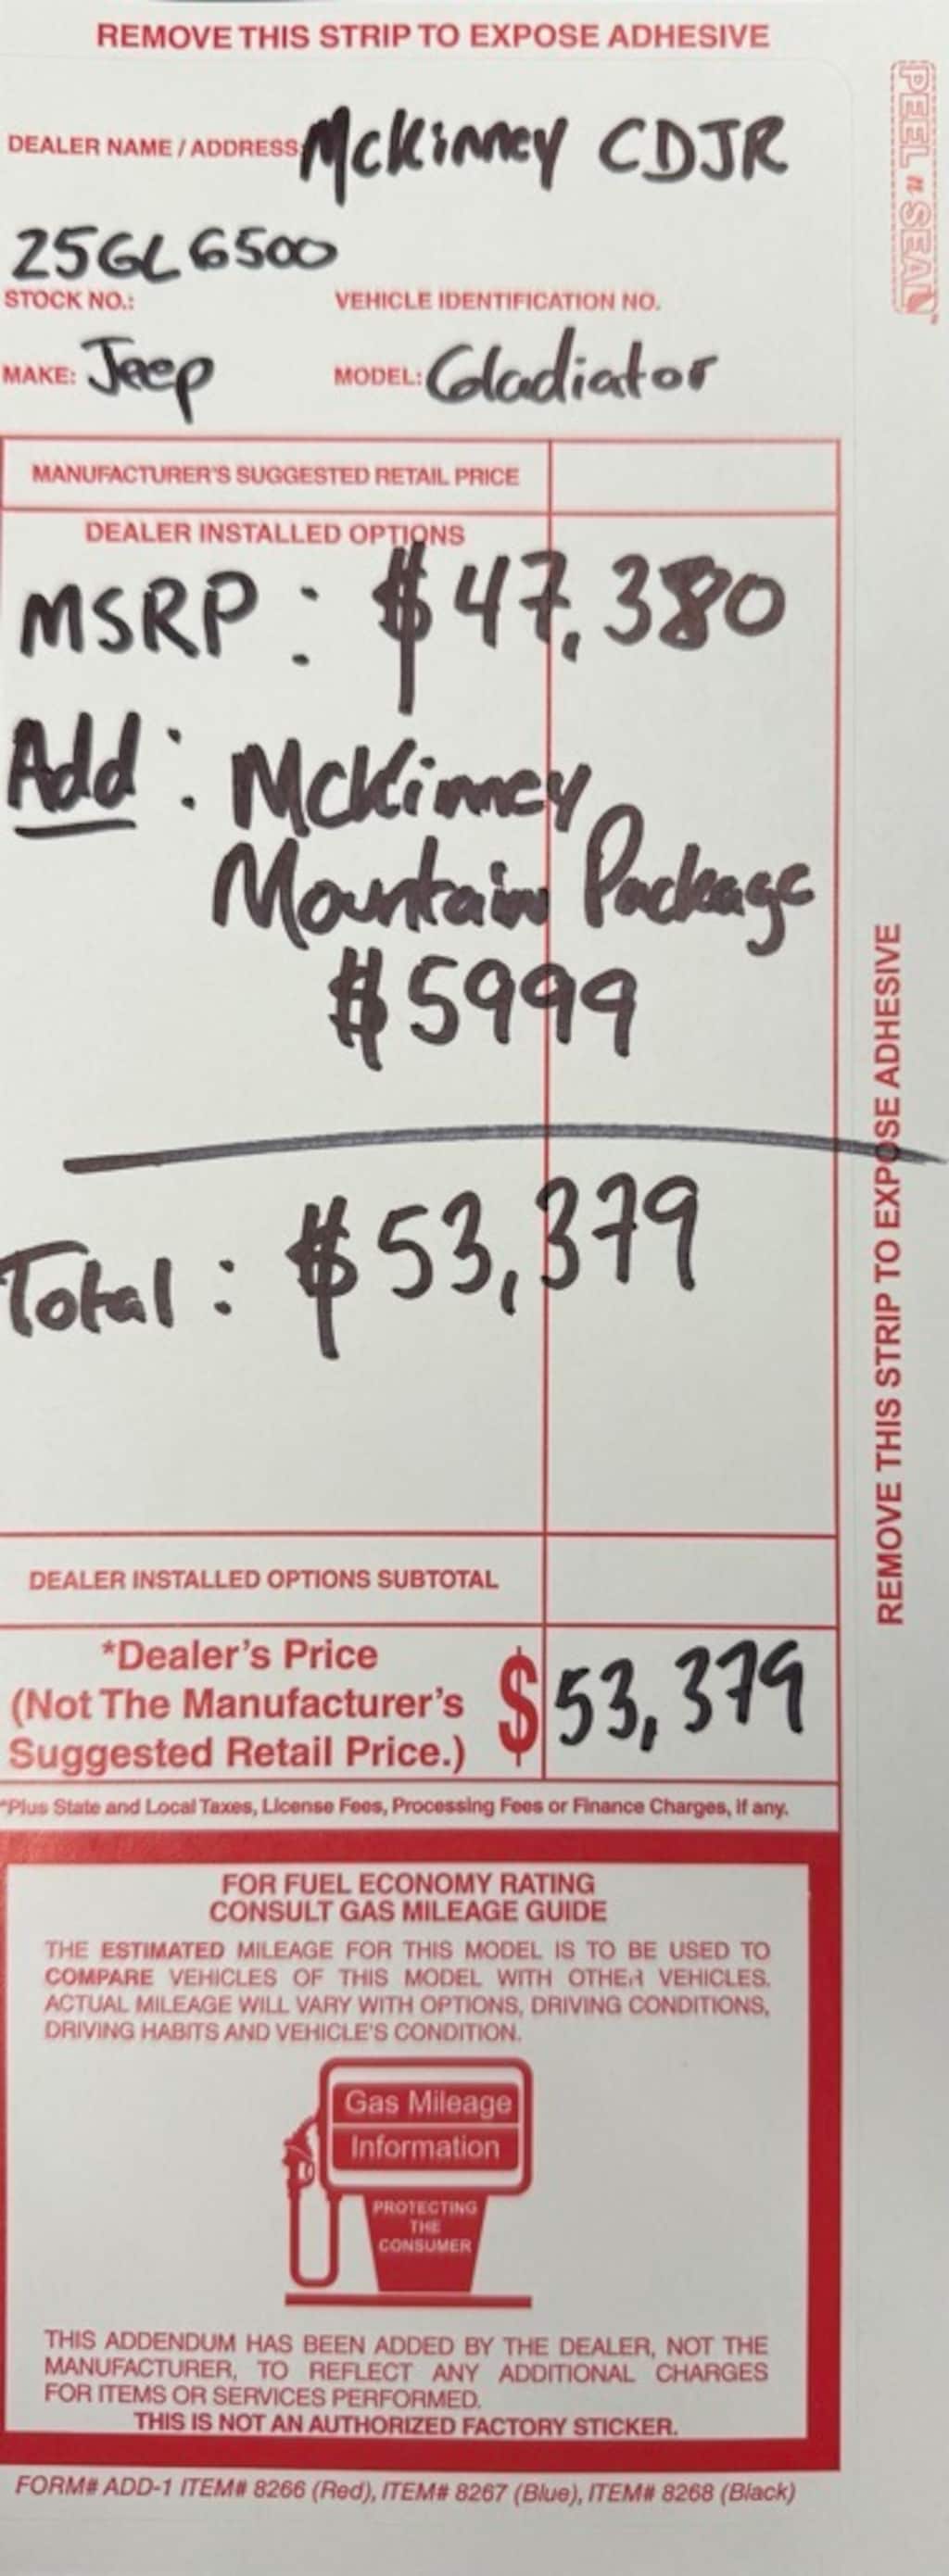 REMOVE THIS STRIP TO EXPOSE ADHESIVE
PEEL n SEAL™
DEALER NAME / ADDRESS: McKinney CDJR
25GL6500
STOCK NO.: VEHICLE IDENTIFICATION NO.
MAKE: Jeep MODEL: Gladiator
MANUFACTURER'S SUGGESTED RETAIL PRICE
DEALER INSTALLED OPTIONS
MSRP: $47,380
Add: McKinney
Mountain Package
$5999
Total: $53,379
REMOVE THIS STRIP TO EXPOSE ADHESIVE
DEALER INSTALLED OPTIONS SUBTOTAL
*Dealer's Price
(Not The Manufacturer's
Suggested Retail Price.)
$ 53,379
*Plus State and Local Taxes, License Fees, Processing Fees or Finance Charges, if any.
FOR FUEL ECONOMY RATING
CONSULT GAS MILEAGE GUIDE
THE ESTIMATED MILEAGE FOR THIS MODEL IS TO BE USED TO
COMPARE VEHICLES OF THIS MODEL WITH OTHER VEHICLES.
ACTUAL MILEAGE WILL VARY WITH OPTIONS, DRIVING CONDITIONS,
DRIVING HABITS AND VEHICLE'S CONDITION.
Gas Mileage
Information
PROTECTING
THE
CONSUMER
THIS ADDENDUM HAS BEEN ADDED BY THE DEALER, NOT THE
MANUFACTURER, TO REFLECT ANY ADDITIONAL CHARGES
FOR ITEMS OR SERVICES PERFORMED.
THIS IS NOT AN AUTHORIZED FACTORY STICKER.
FORM# ADD-1 ITEM# 8266 (Red), ITEM# 8267 (Blue), ITEM# 8268 (Black)